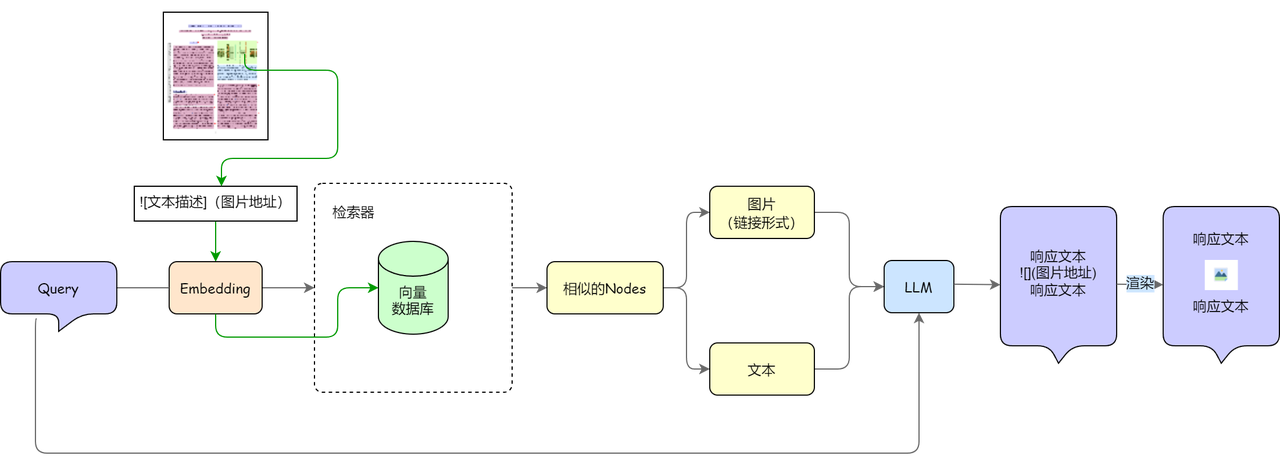 ![文本描述]（图片地址）
检索器
Query
Embedding
向量
数据库
相似的Nodes
图片
（链接形式）
文本
LLM
响应文本
![](图片地址)
响应文本
渲染
响应文本
响应文本